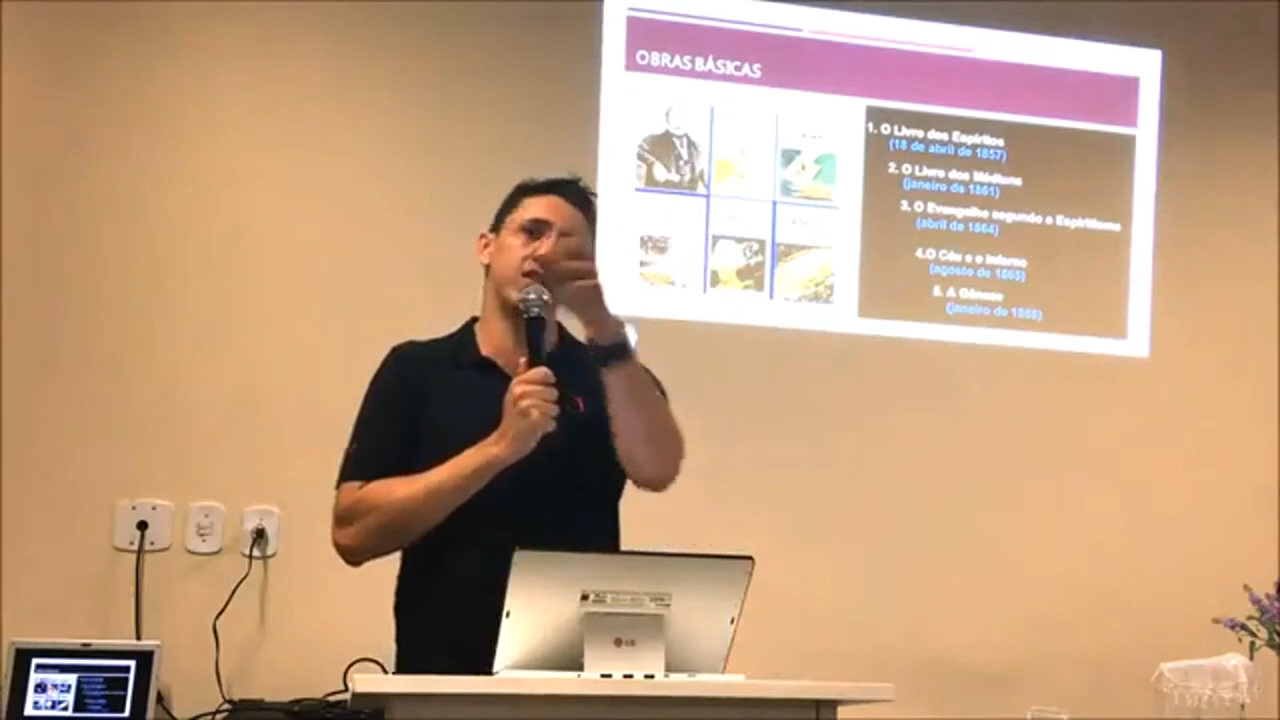 OBRAS BÁSICAS
1. O Livro dos Espíritos
(18 de abril de 1857)
2. O Livro dos Médiuns
(janeiro de 1861)
3. O Evangelho segundo o Espiritismo
(abril de 1864)
4.O Céu e o Inferno
(agosto de 1865)
5. A Gênese
(janeiro de 1868)
LG